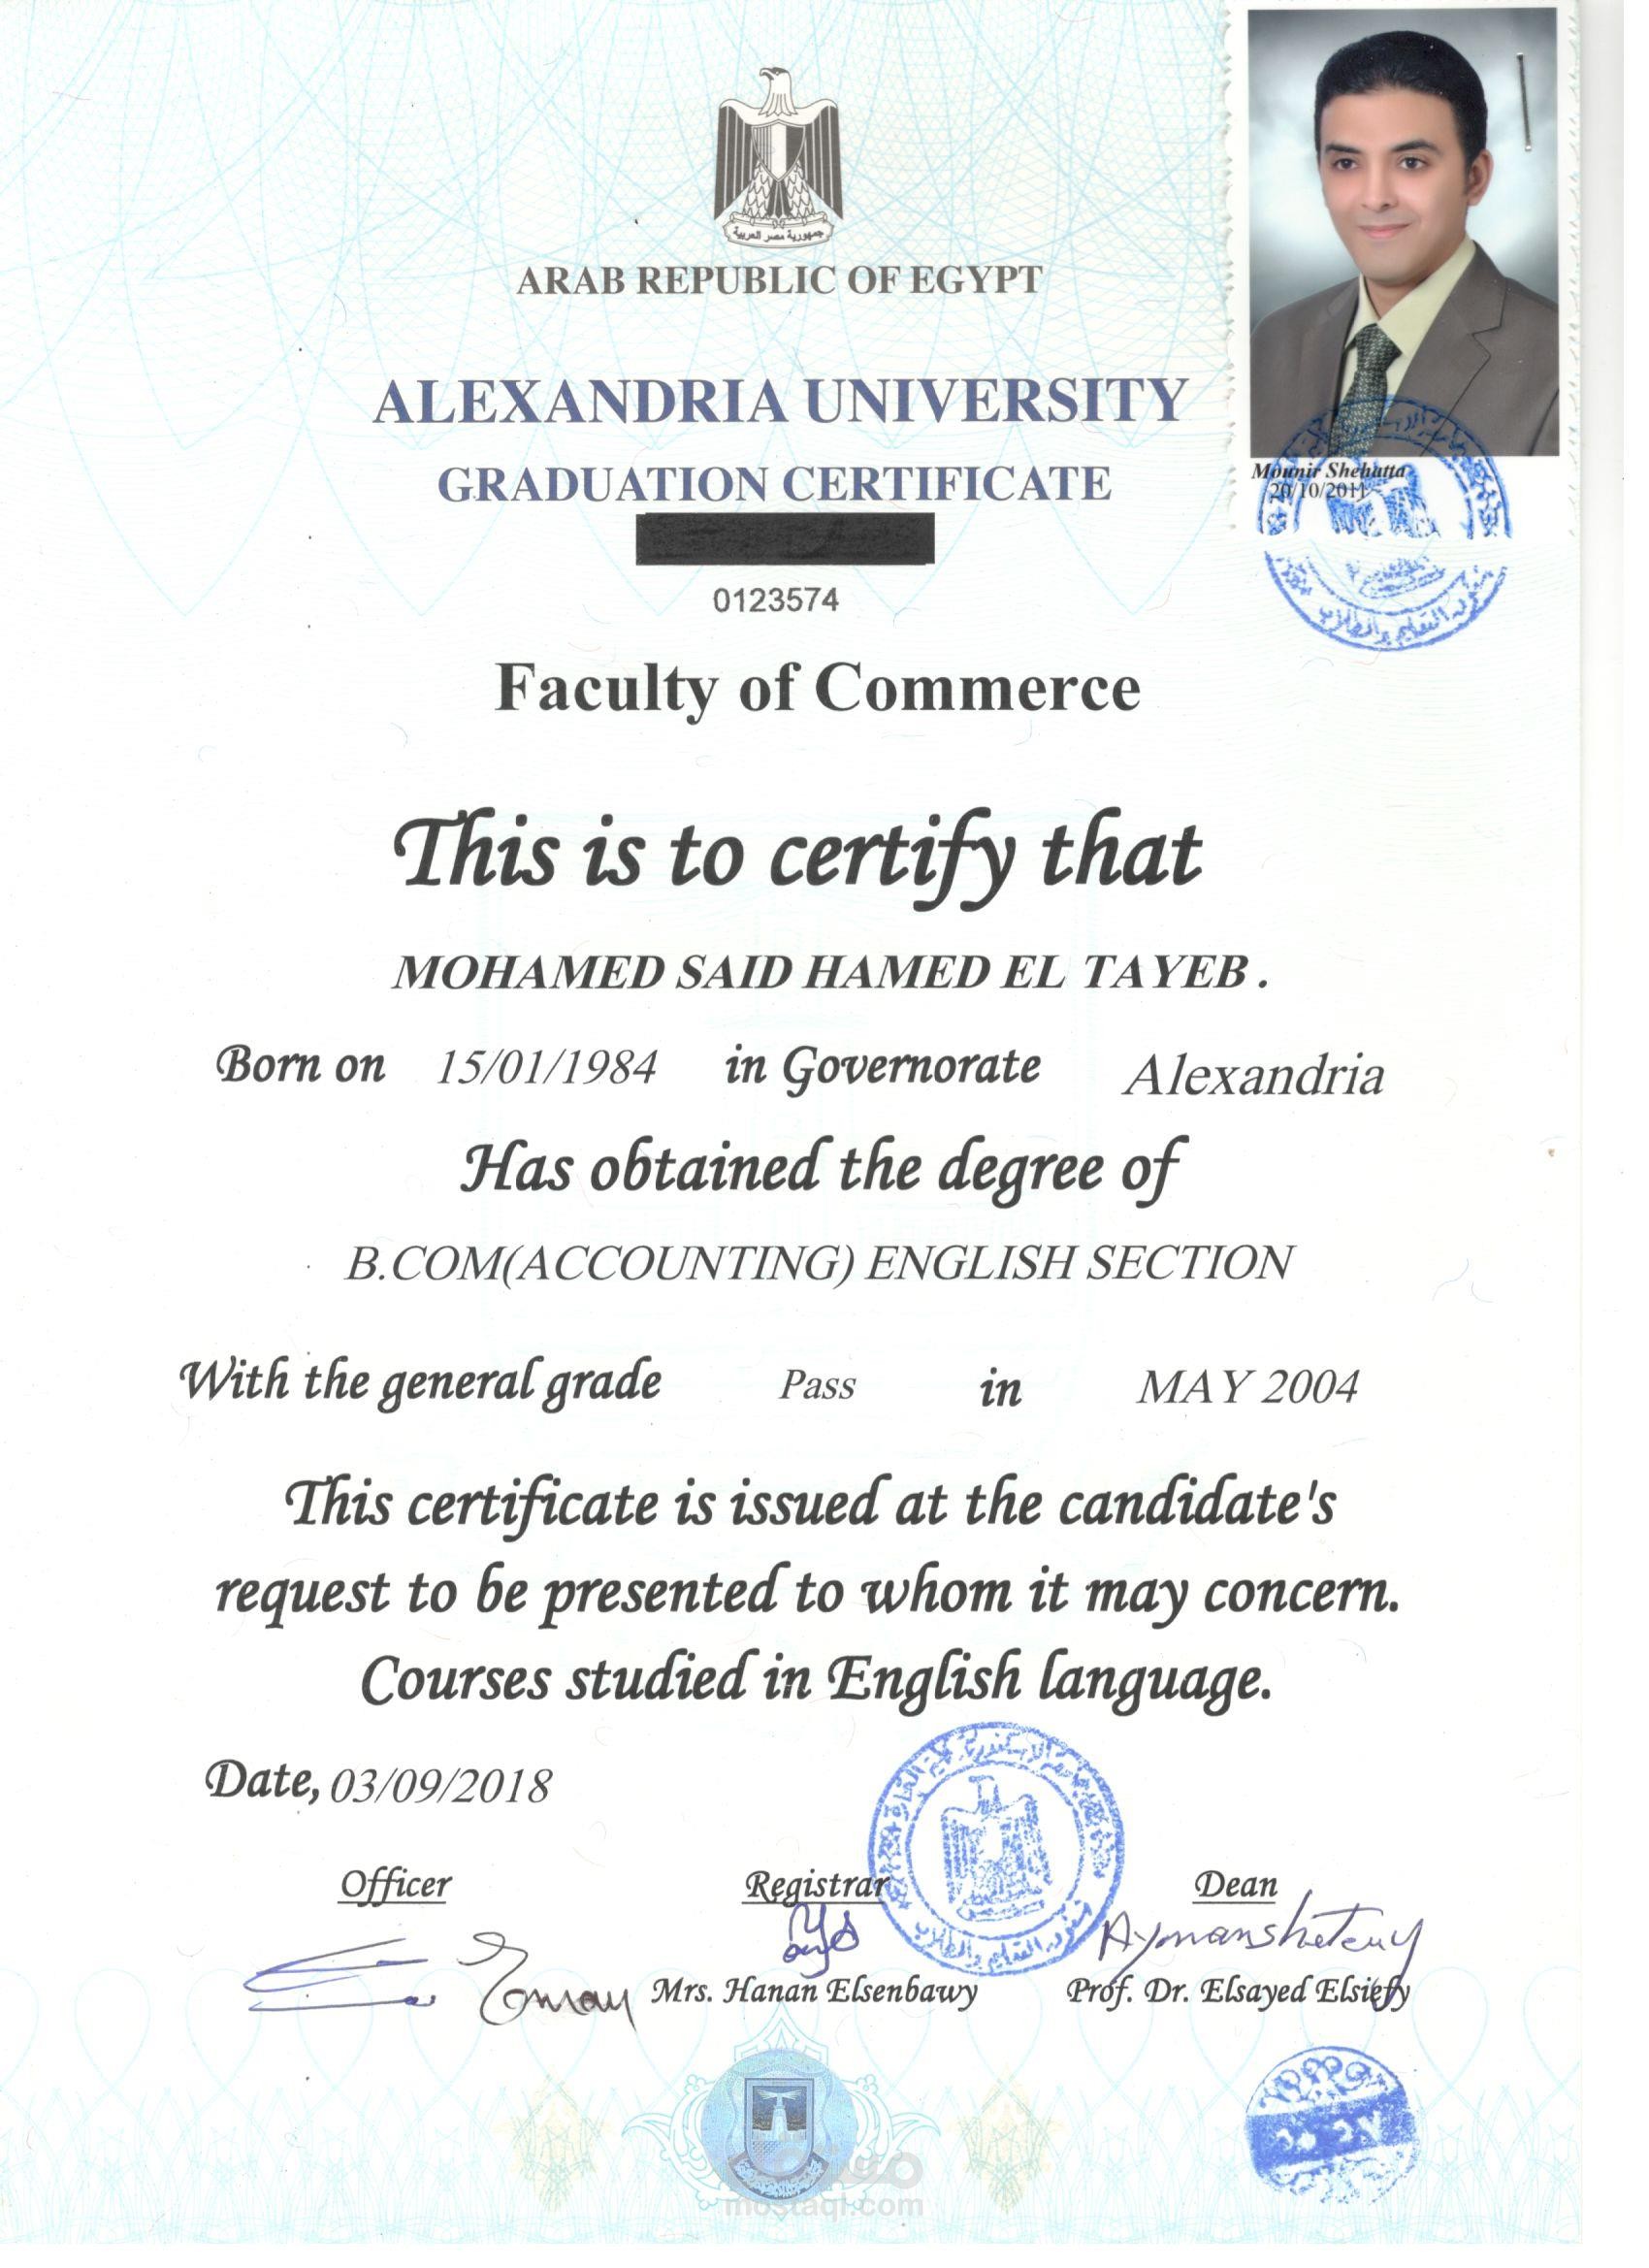 جمهورية مصر العربية
ARAB REPUBLIC OF EGYPT
ALEXANDRIA UNIVERSITY
GRADUATION CERTIFICATE
0123574
Mounir Shehatta
20/10/2011
Faculty of Commerce
This is to certify that
MOHAMED SAID HAMED EL TAYEB .
Born on 15/01/1984 in Governorate Alexandria
Has obtained the degree of
B.COM(ACCOUNTING) ENGLISH SECTION
With the general grade Pass in MAY 2004
This certificate is issued at the candidate's
request to be presented to whom it may concern.
Courses studied in English language.
Date, 03/09/2018
Officer Registrar Dean
Mrs. Hanan Elsenbawy Prof. Dr. Elsayed Elsiefy
مستقل
mostaql.com